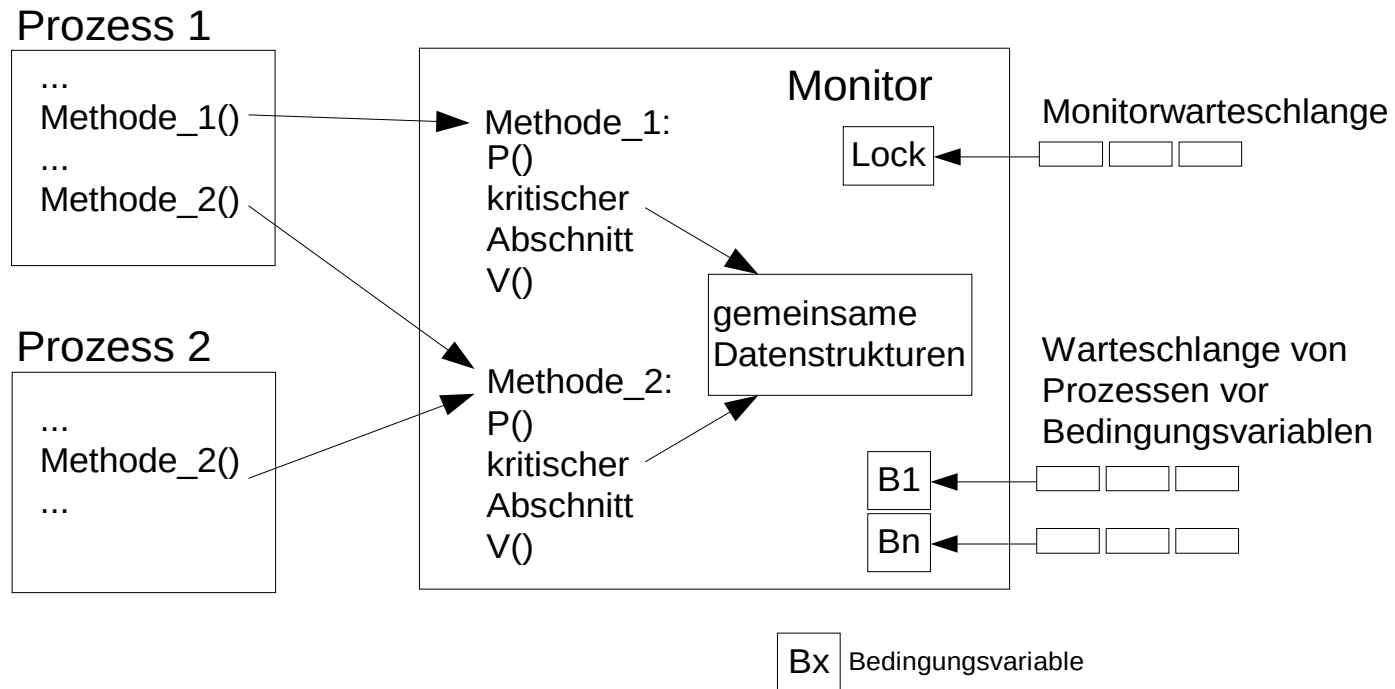 Prozess 1
...
Methode_1()
...
Methode_2()
Prozess 2
...
Methode_2()
...
Monitor
Methode_1:
P()
kritischer
Abschnitt
V()
Methode_2:
P()
kritischer
Abschnitt
V()
Lock
gemeinsame
Datenstrukturen
B1
Bn
Monitorwarteschlange
Warteschlange von
Prozessen vor
Bedingungsvariablen
Bx Bedingungsvariable